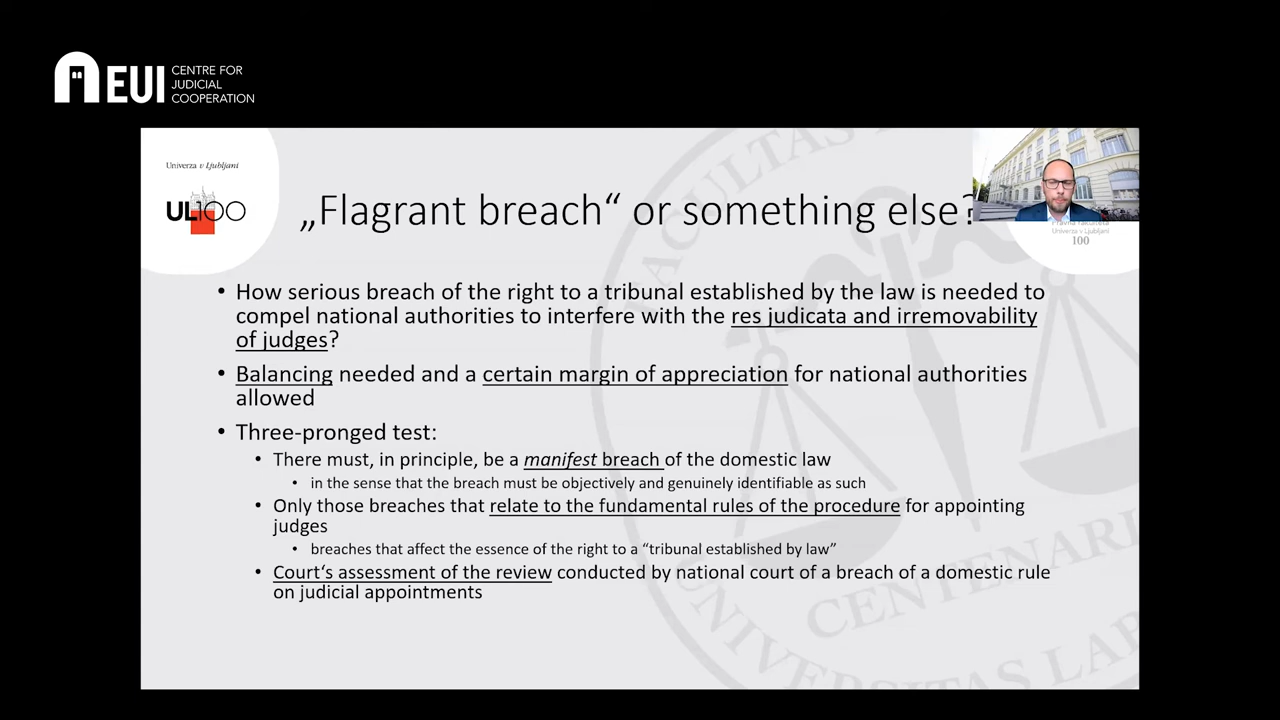 EUI
CENTRE FOR
JUDICIAL
COOPERATION
Univerza v Ljubljani
UL100
„Flagrant breach“ or something else?
Univerza v Ljubljani
100
• How serious breach of the right to a tribunal established by the law is needed to
compel national authorities to interfere with the res judicata and irremovability
of judges?
• Balancing needed and a certain margin of appreciation for national authorities
allowed
• Three-pronged test:
• There must, in principle, be a manifest breach of the domestic law
• in the sense that the breach must be objectively and genuinely identifiable as such
• Only those breaches that relate to the fundamental rules of the procedure for appointing
judges
• breaches that affect the essence of the right to a “tribunal established by law”
• Court‘s assessment of the review conducted by national court of a breach of a domestic rule
on judicial appointments